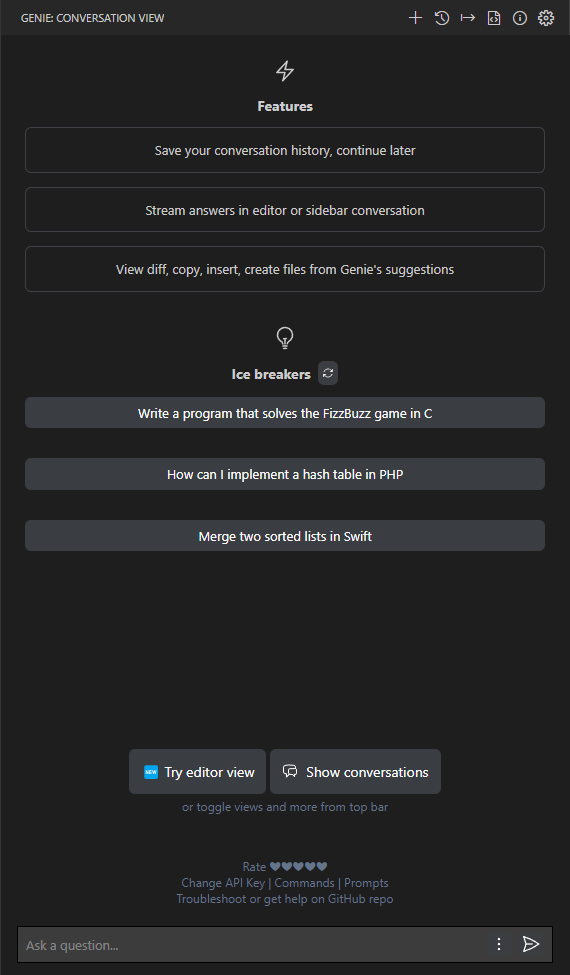 GENIE: CONVERSATION VIEW
Features
Save your conversation history, continue later
Stream answers in editor or sidebar conversation
View diff, copy, insert, create files from Genie's suggestions
Ice breakers
Write a program that solves the FizzBuzz game in C
How can I implement a hash table in PHP
Merge two sorted lists in Swift
NEW Try editor view Show conversations
or toggle views and more from top bar
Rate
Change API Key | Commands | Prompts
Troubleshoot or get help on GitHub repo
Ask a question...